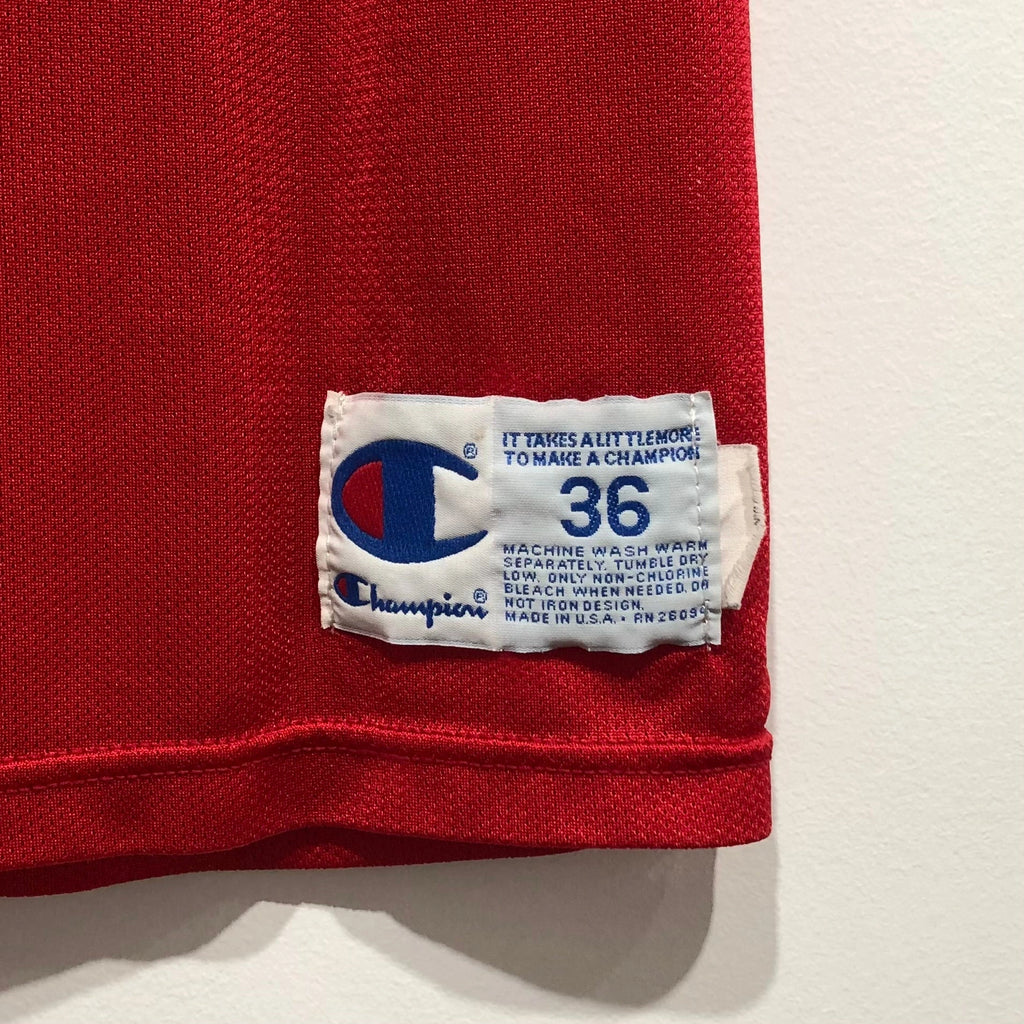 ®
Champion®
IT TAKES A LITTLE MORE
TO MAKE A CHAMPION
36
MACHINE WASH WARM
SEPARATELY. TUMBLE DRY
LOW. ONLY NON-CHLORINE
BLEACH WHEN NEEDED. DO
NOT IRON DESIGN.
MADE IN U.S.A. • RN 26094